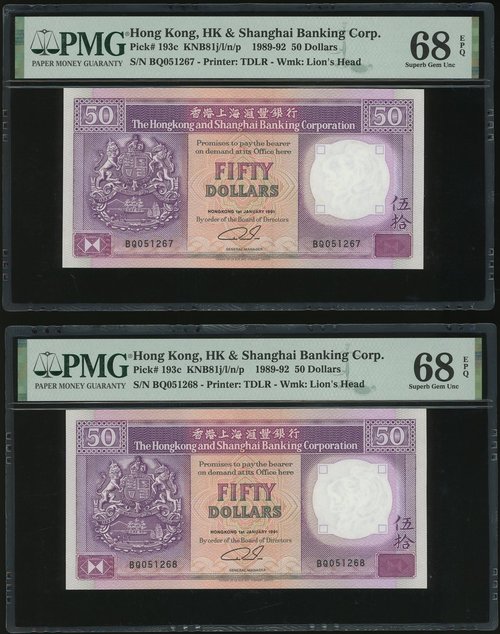 PMG
PAPER MONEY GUARANTY
Hong Kong, HK & Shanghai Banking Corp.
Pick# 193c KNB81j/l/n/p 1989-92 50 Dollars
S/N BQ051267 - Printer: TDLR - Wmk: Lion's Head
68 EPQ
Superb Gem Unc
50
香港上海滙豐銀行
50
The Hongkong and Shanghai Banking Corporation
Promises to pay the bearer
on demand at its Office here
FIFTY
DOLLARS
HONGKONG 1st JANUARY 1991
By order of the Board of Directors
伍拾
GENERAL MANAGER
BQ051267
BQ051267
PMG
PAPER MONEY GUARANTY
Hong Kong, HK & Shanghai Banking Corp.
Pick# 193c KNB81j/l/n/p 1989-92 50 Dollars
S/N BQ051268 - Printer: TDLR - Wmk: Lion's Head
68 EPQ
Superb Gem Unc
50
香港上海滙豐銀行
50
The Hongkong and Shanghai Banking Corporation
Promises to pay the bearer
on demand at its Office here
FIFTY
DOLLARS
HONGKONG 1st JANUARY 1991
By order of the Board of Directors
伍拾
GENERAL MANAGER
BQ051268
BQ051268